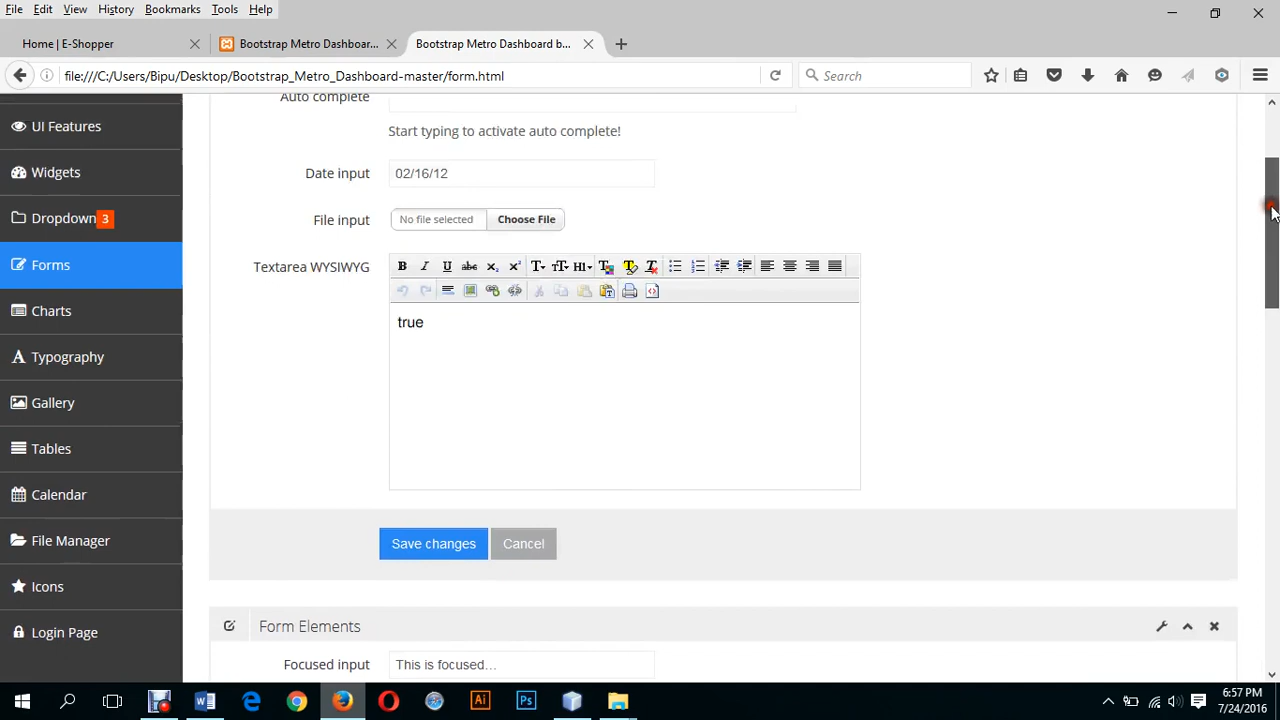 File Edit View History Bookmarks Tools Help
Home | E-Shopper
Bootstrap Metro Dashboar...
Bootstrap Metro Dashboard b...
file:///C:/Users/Bipu/Desktop/Bootstrap_Metro_Dashboard-master/form.html
Search
Auto complete
Start typing to activate auto complete!
UI Features
Widgets
Dropdown 3
Forms
Charts
Typography
Gallery
Tables
Calendar
File Manager
Icons
Login Page
Date input 02/16/12
File input No file selected Choose File
Textarea WYSIWYG
true
Save changes Cancel
Form Elements
Focused input This is focused...
6:57 PM
7/24/2016